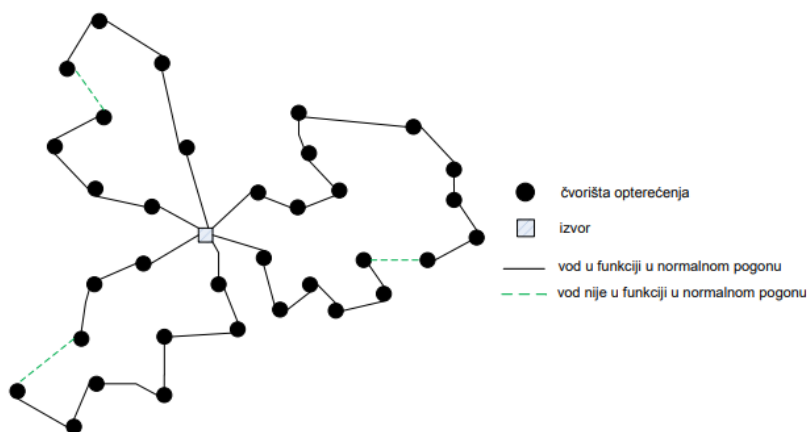 čvorišta opterećenja
izvor
vod u funkciji u normalnom pogonu
vod nije u funkciji u normalnom pogonu